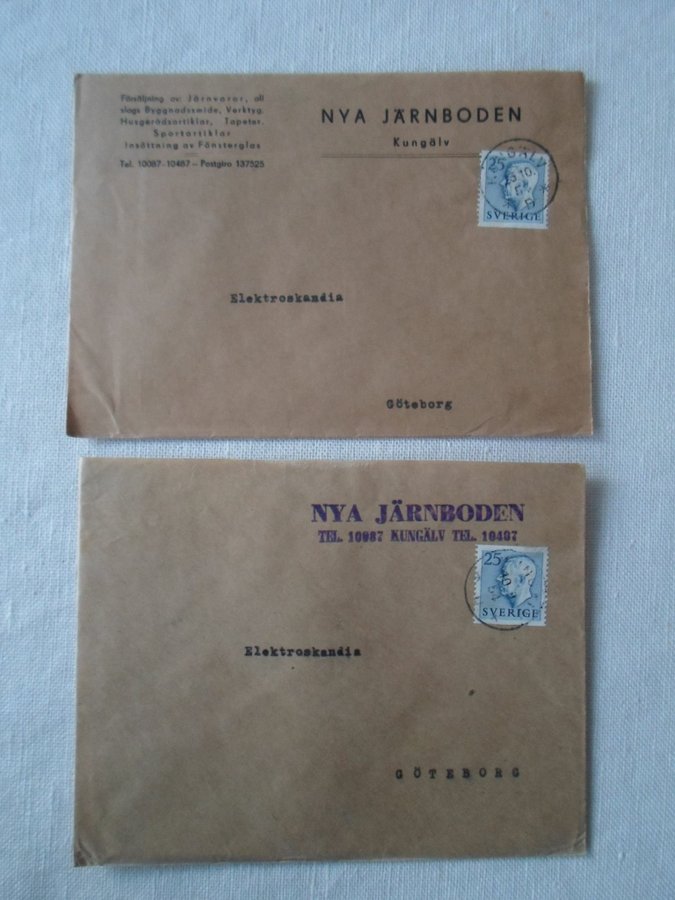 Försäljning av: Järnvaror, all
slags Byggnadssmide, Verktyg,
Husgerådsartiklar, Tapeter,
Sportartiklar
Insättning av Fönsterglas
Tel. 10087 - 10487 — Postgiro 137525
NYA JÄRNBODEN
Kungälv
KUNGÄLV
25
SVERIGE
Elektroskandia
Göteborg
NYA JÄRNBODEN
TEL. 10087 KUNGÄLV TEL. 10487
25
SVERIGE
Elektroskandia
GÖTEBORG